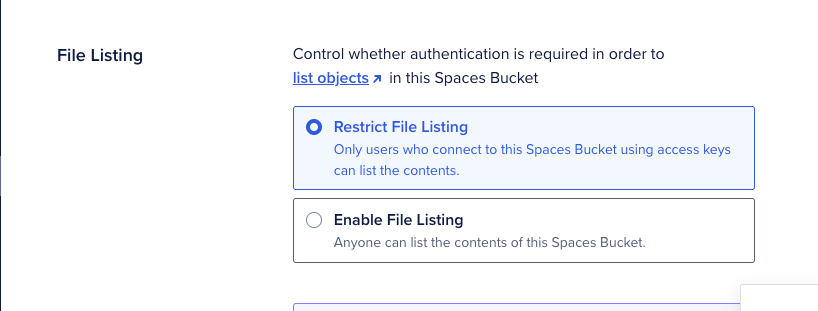 File Listing
Control whether authentication is required in order to
list objects in this Spaces Bucket
Restrict File Listing
Only users who connect to this Spaces Bucket using access keys
can list the contents.
Enable File Listing
Anyone can list the contents of this Spaces Bucket.